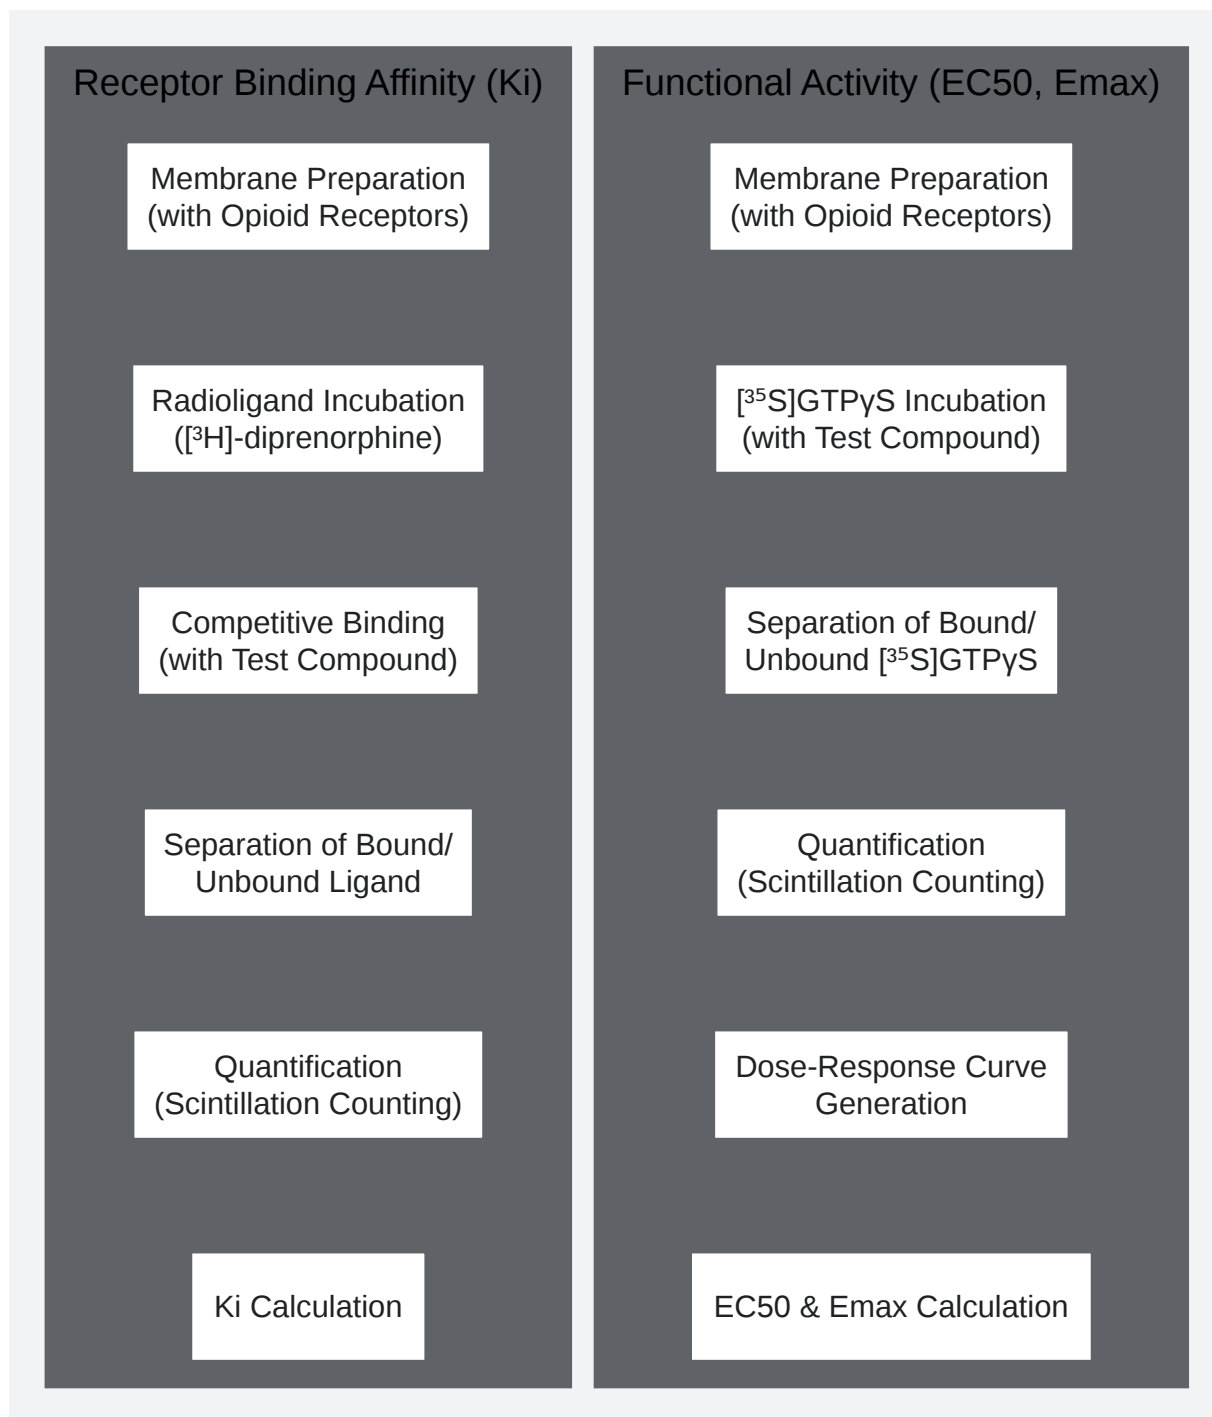 Receptor Binding Affinity (Ki)
Membrane Preparation
(with Opioid Receptors)
Radioligand Incubation
([³H]-diprenorphine)
Competitive Binding
(with Test Compound)
Separation of Bound/
Unbound Ligand
Quantification
(Scintillation Counting)
Ki Calculation
Functional Activity (EC50, Emax)
Membrane Preparation
(with Opioid Receptors)
[³⁵S]GTPγS Incubation
(with Test Compound)
Separation of Bound/
Unbound [³⁵S]GTPγS
Quantification
(Scintillation Counting)
Dose-Response Curve
Generation
EC50 & Emax Calculation